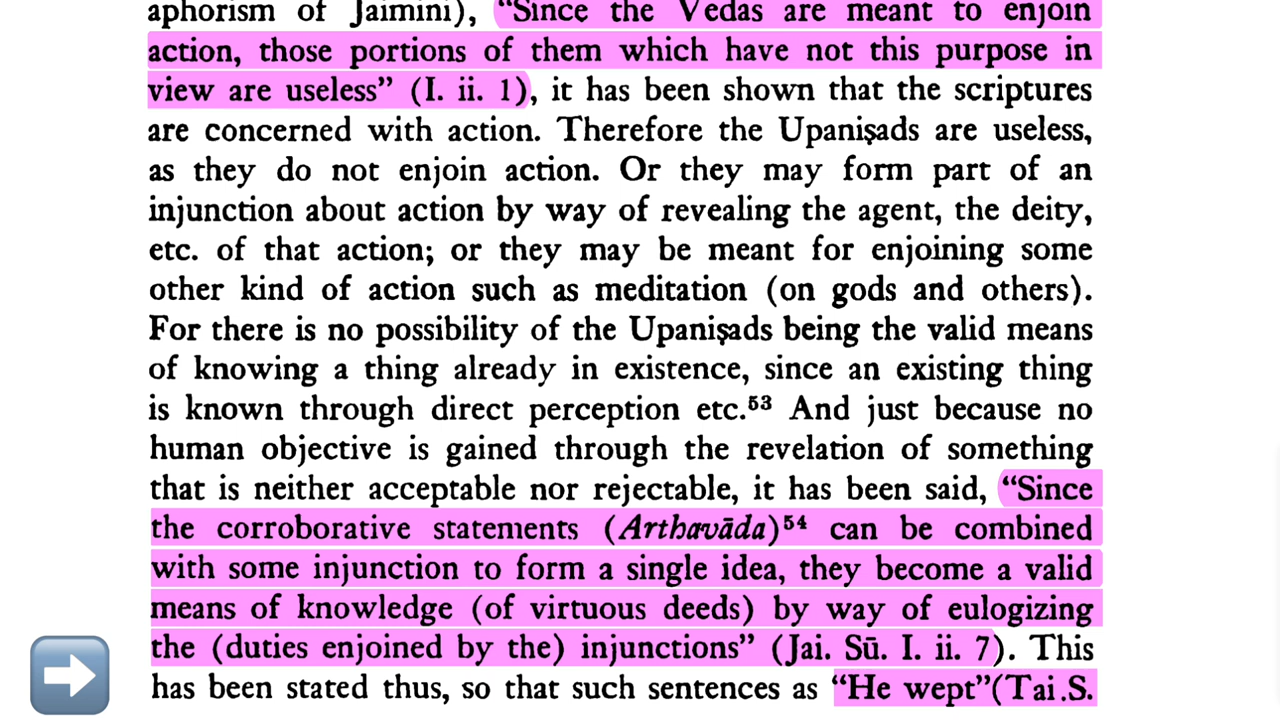 aphorism of Jaimini), “Since the Vedas are meant to enjoin
action, those portions of them which have not this purpose in
view are useless” (I. ii. 1), it has been shown that the scriptures
are concerned with action. Therefore the Upaniṣads are useless,
as they do not enjoin action. Or they may form part of an
injunction about action by way of revealing the agent, the deity,
etc. of that action; or they may be meant for enjoining some
other kind of action such as meditation (on gods and others).
For there is no possibility of the Upaniṣads being the valid means
of knowing a thing already in existence, since an existing thing
is known through direct perception etc.⁵³ And just because no
human objective is gained through the revelation of something
that is neither acceptable nor rejectable, it has been said, “Since
the corroborative statements (Arthavāda)⁵⁴ can be combined
with some injunction to form a single idea, they become a valid
means of knowledge (of virtuous deeds) by way of eulogizing
the (duties enjoined by the) injunctions” (Jai. Sū. I. ii. 7). This
has been stated thus, so that such sentences as “He wept”(Tai.S.